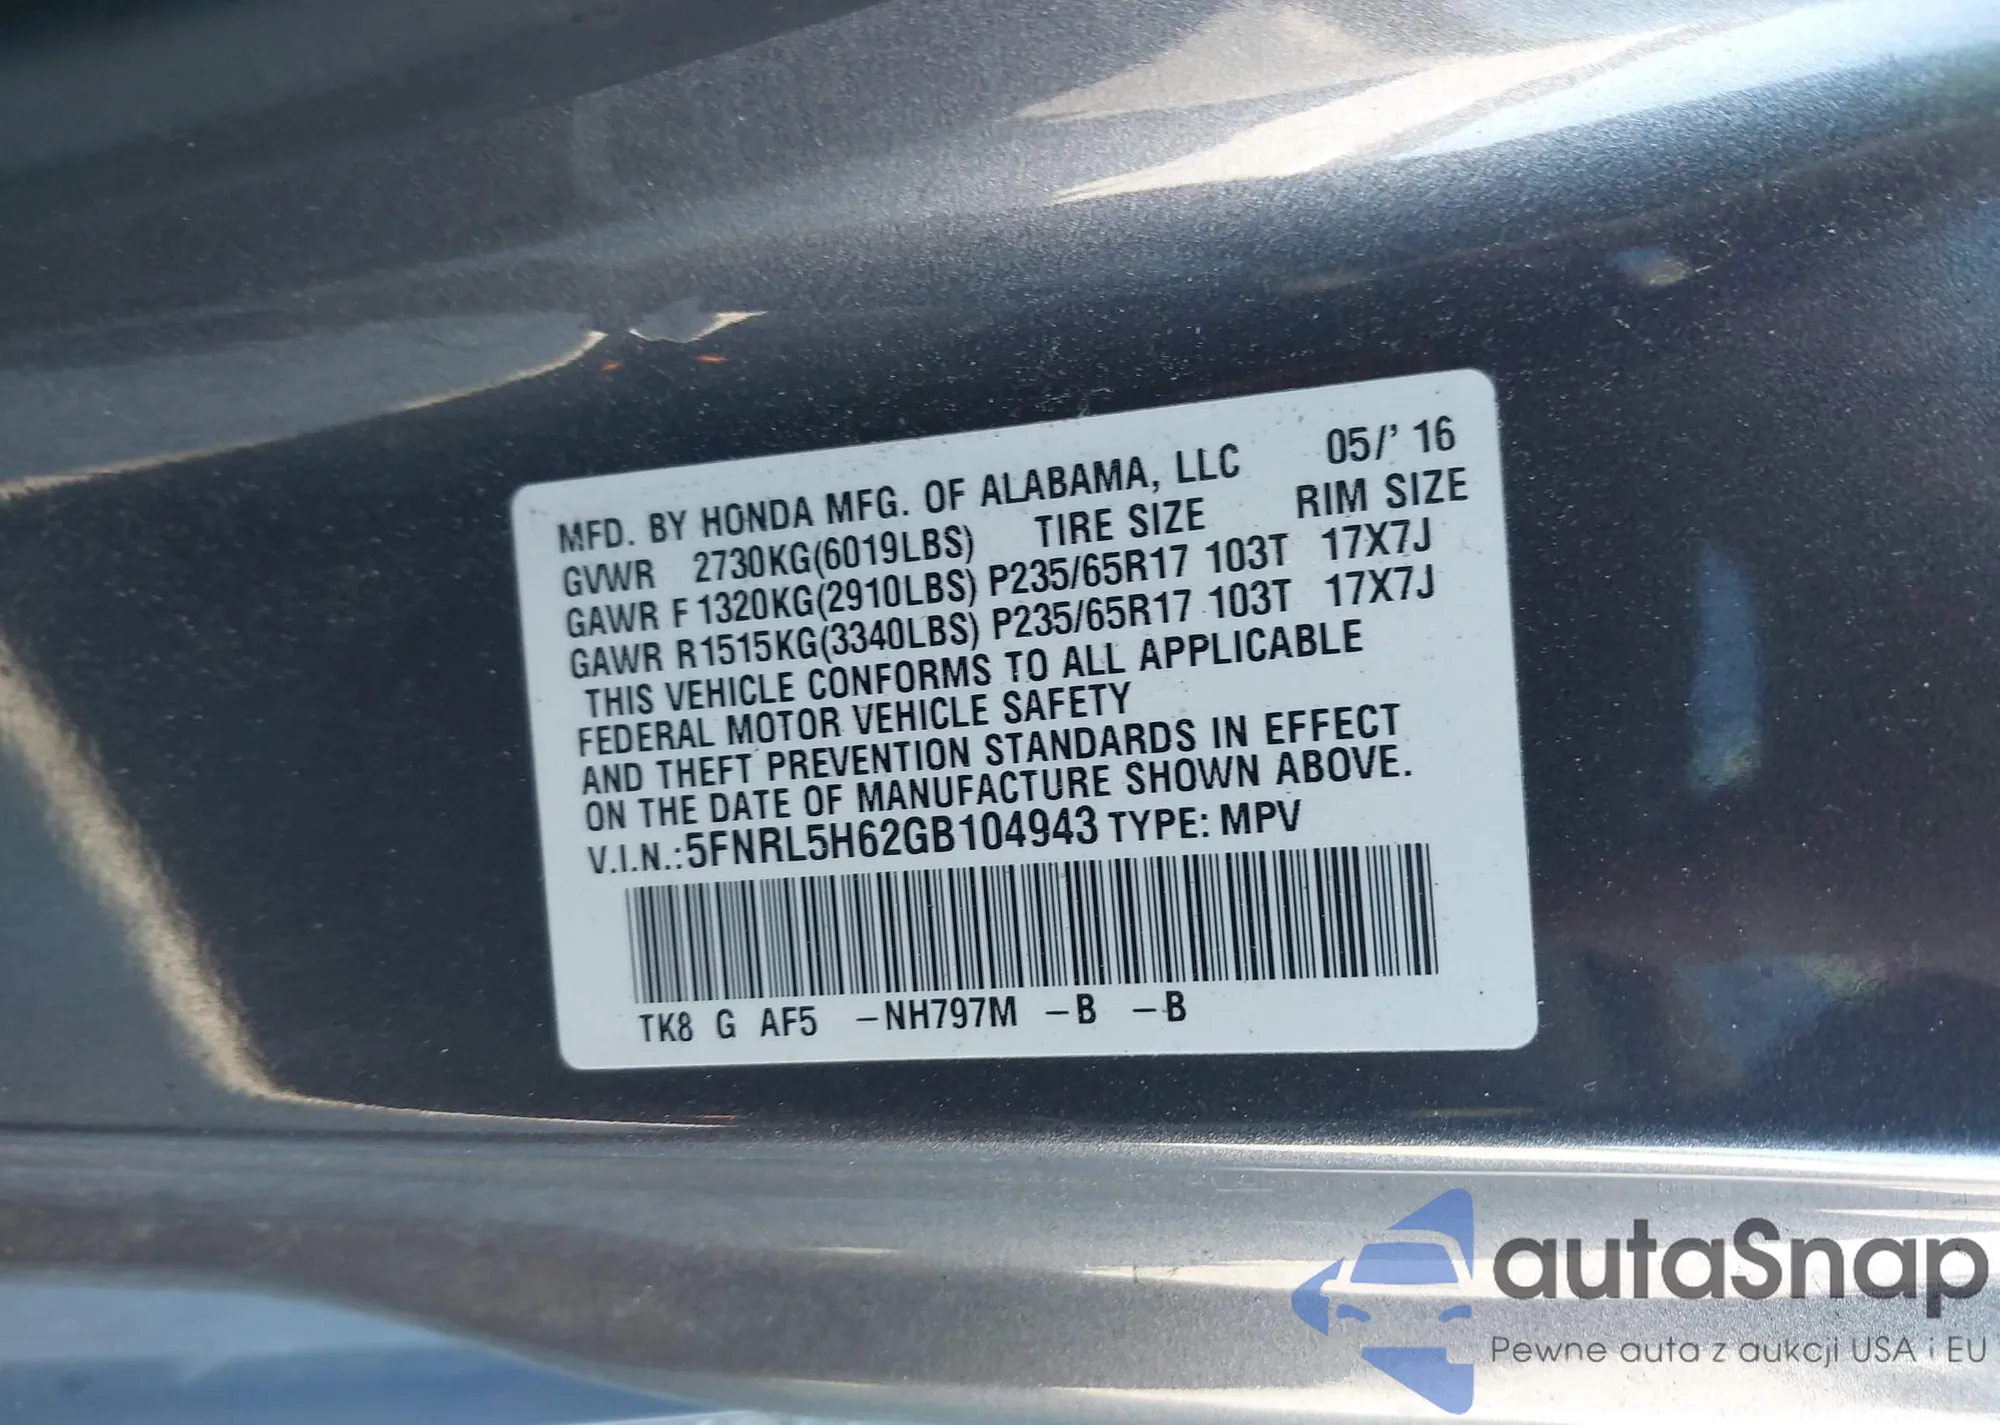 MFD. BY HONDA MFG. OF ALABAMA, LLC 05/' 16
GVWR 2730KG(6019LBS) TIRE SIZE RIM SIZE
GAWR F 1320KG(2910LBS) P235/65R17 103T 17X7J
GAWR R1515KG(3340LBS) P235/65R17 103T 17X7J
THIS VEHICLE CONFORMS TO ALL APPLICABLE
FEDERAL MOTOR VEHICLE SAFETY
AND THEFT PREVENTION STANDARDS IN EFFECT
ON THE DATE OF MANUFACTURE SHOWN ABOVE.
V.I.N.:5FNRL5H62GB104943 TYPE: MPV
TK8 G AF5 -NH797M -B -B
autaSnap
Pewne auta z aukcji USA i EU